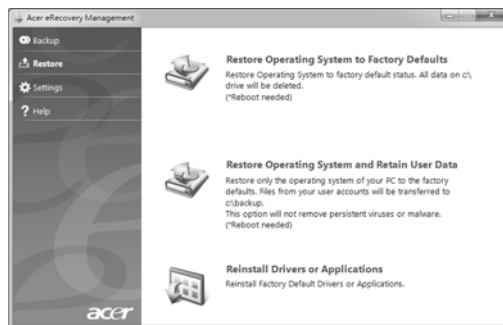 Acer eRecovery Management
Backup
Restore
Settings
Help
Restore Operating System to Factory Defaults
Restore Operating System to factory default status. All data on c:\
drive will be deleted.
(*Reboot needed)
Restore Operating System and Retain User Data
Restore only the operating system of your PC to the factory
defaults. Files from your user accounts will be transferred to
c:\backup.
This option will not remove persistent viruses or malware.
(*Reboot needed)
Reinstall Drivers or Applications
Reinstall Factory Default Drivers or Applications.
acer